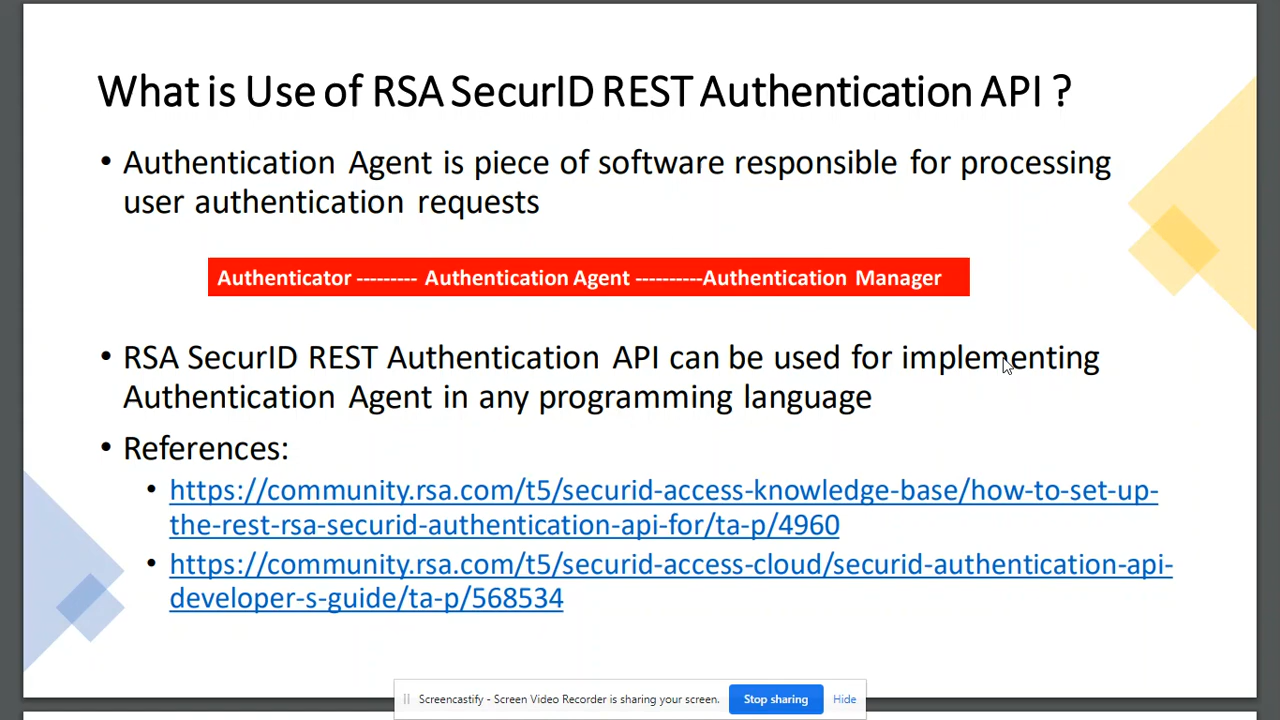 What is Use of RSA SecurID REST Authentication API ?
• Authentication Agent is piece of software responsible for processing
user authentication requests
Authenticator --------- Authentication Agent ----------Authentication Manager
• RSA SecurID REST Authentication API can be used for implementing
Authentication Agent in any programming language
• References:
• https://community.rsa.com/t5/securid-access-knowledge-base/how-to-set-up-
the-rest-rsa-securid-authentication-api-for/ta-p/4960
• https://community.rsa.com/t5/securid-access-cloud/securid-authentication-api-
developer-s-guide/ta-p/568534
Screencastify - Screen Video Recorder is sharing your screen. Stop sharing Hide